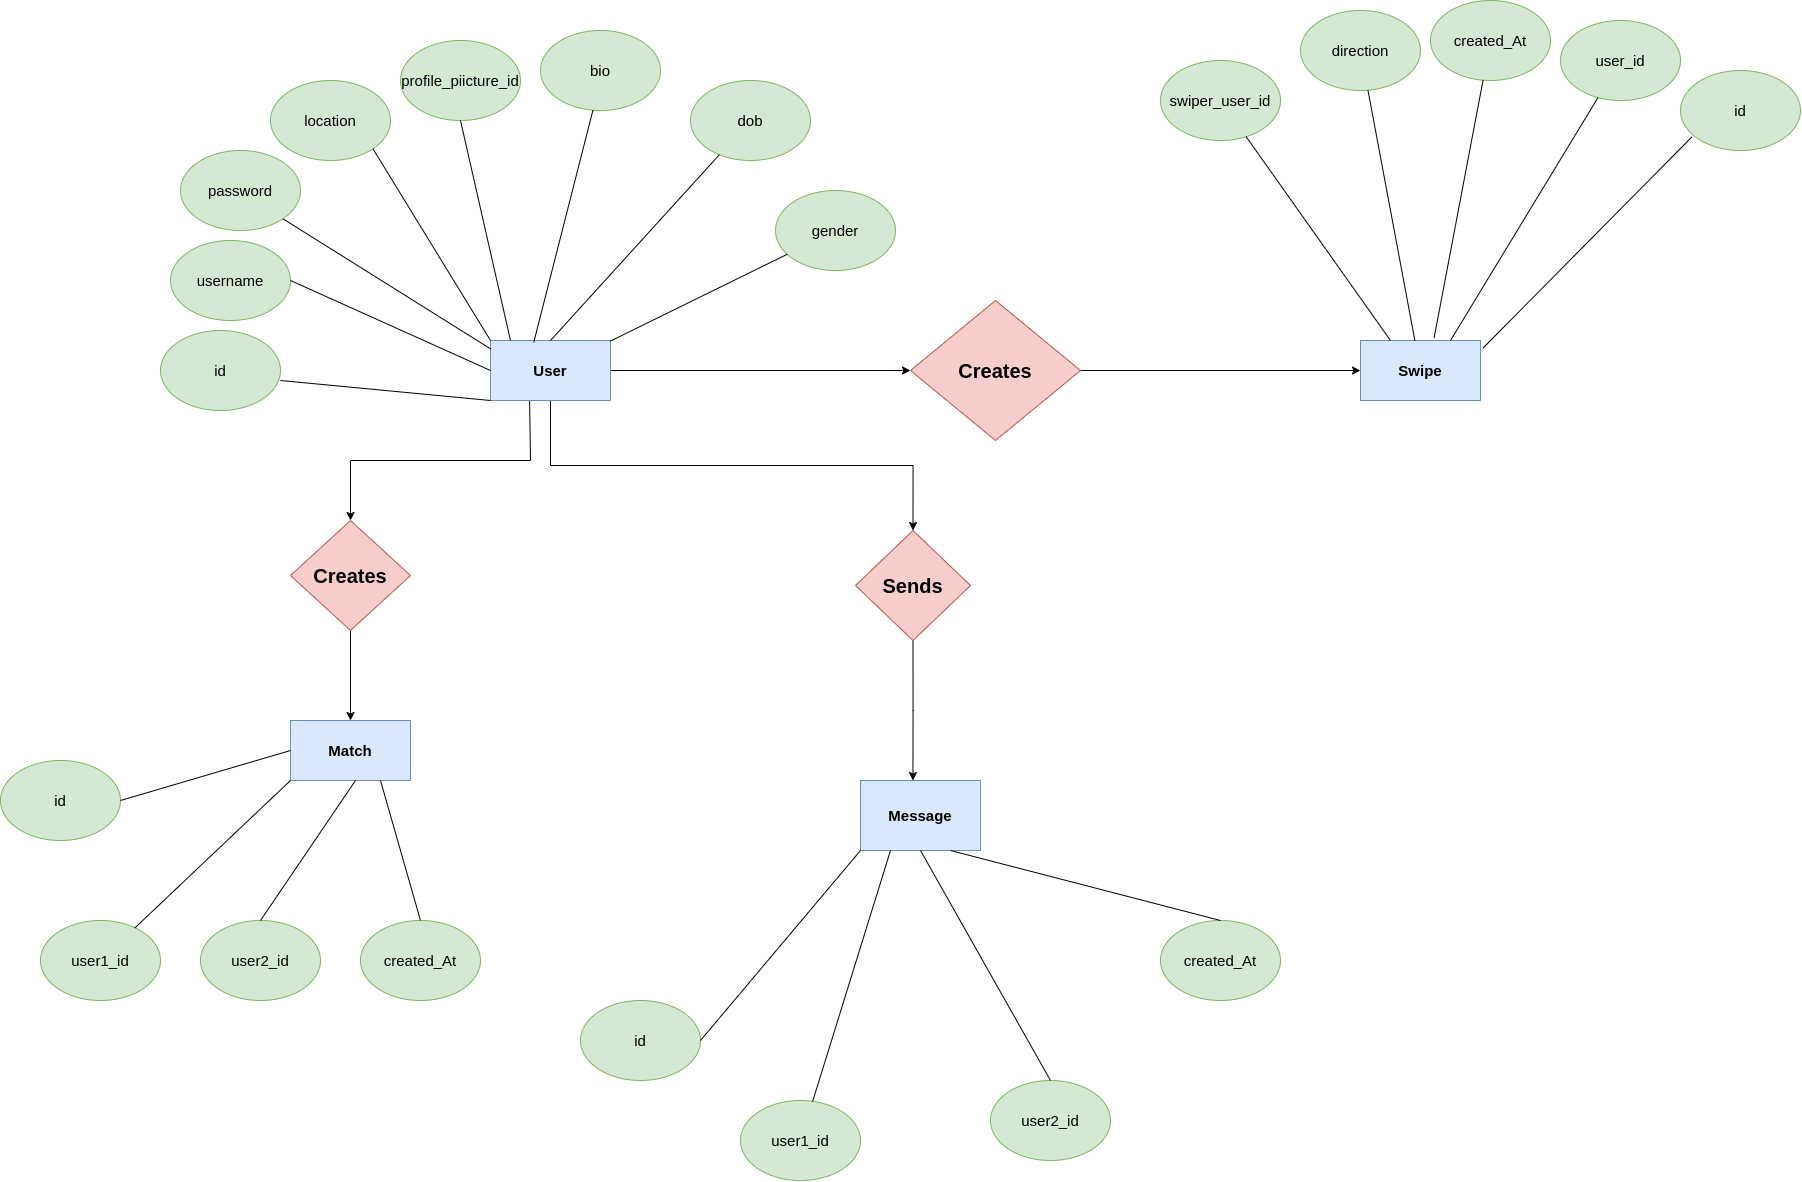 created_At
direction
user_id
bio
profile_piicture_id
swiper_user_id
id
location
dob
password
gender
username
id
User
Creates
Swipe
Creates
Sends
Match
id
Message
user1_id
user2_id
created_At
created_At
id
user2_id
user1_id